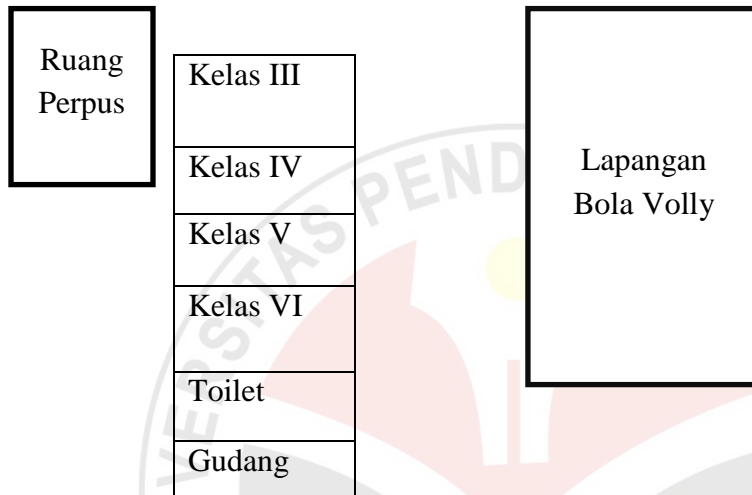 Ruang
Perpus
Kelas III
Kelas IV
Kelas V
Kelas VI
Toilet
Gudang
Lapangan
Bola Volly